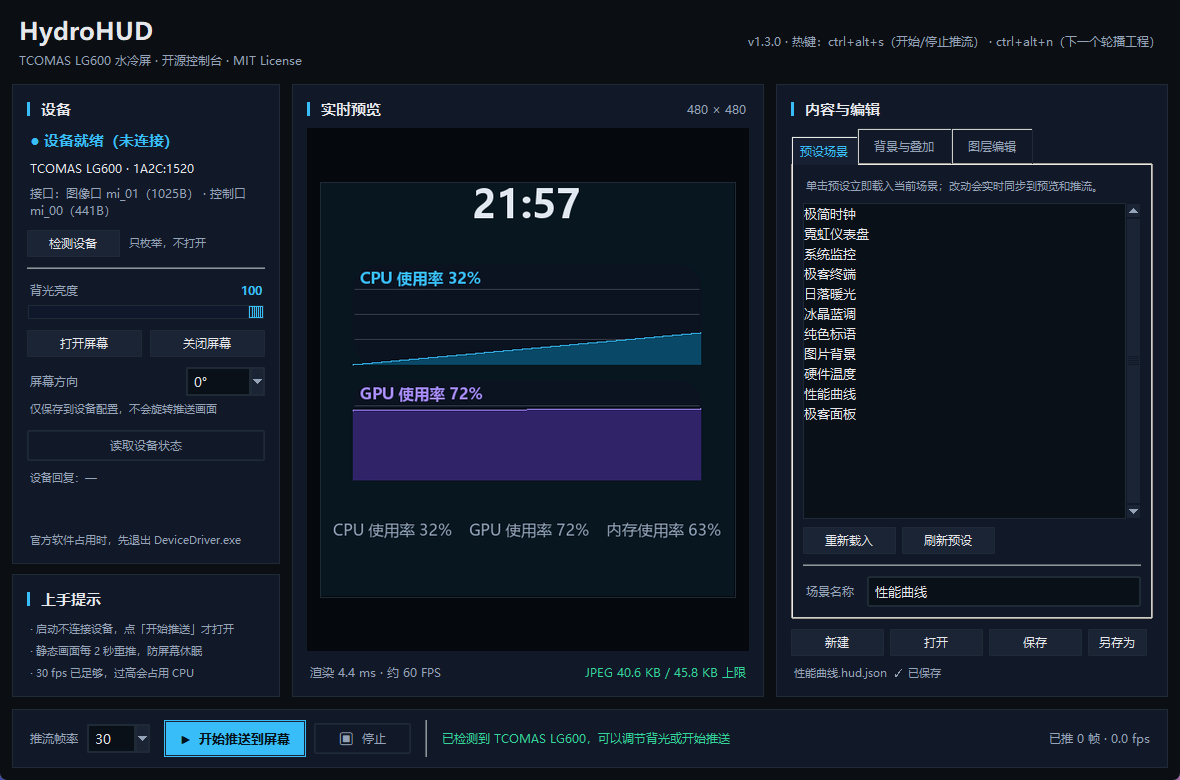 HydroHUD
TCOMAS LG600 水冷屏 · 开源控制台 · MIT License
v1.3.0 · 热键：ctrl+alt+s（开始/停止推流） · ctrl+alt+n（下一个轮播工程）
设备
● 设备就绪（未连接）
TCOMAS LG600 · 1A2C:1520
接口：图像口 mi_01（1025B） · 控制口
mi_00（441B）
检测设备 只枚举，不打开
背光亮度 100
打开屏幕 关闭屏幕
屏幕方向 0°
仅保存到设备配置，不会旋转推送画面
读取设备状态
设备回复：—
官方软件占用时，先退出 DeviceDriver.exe
上手提示
· 启动不连接设备，点「开始推送」才打开
· 静态画面每 2 秒重推，防屏幕休眠
· 30 fps 已足够，过高会占用 CPU
实时预览 480 × 480
21:57
CPU 使用率 32%
GPU 使用率 72%
CPU 使用率 32% GPU 使用率 72% 内存使用率 63%
渲染 4.4 ms · 约 60 FPS JPEG 40.6 KB / 45.8 KB 上限
内容与编辑
预设场景 背景与叠加 图层编辑
单击预设立即载入当前场景；改动会实时同步到预览和推流。
极简时钟
霓虹仪表盘
系统监控
极客终端
日落暖光
冰晶蓝调
纯色标语
图片背景
硬件温度
性能曲线
极客面板
重新载入 刷新预设
场景名称 性能曲线
新建 打开 保存 另存为
性能曲线.hud.json ✓ 已保存
推流帧率 30 ► 开始推送到屏幕 ▣ 停止 已检测到 TCOMAS LG600，可以调节背光或开始推送 已推 0 帧 · 0.0 fps